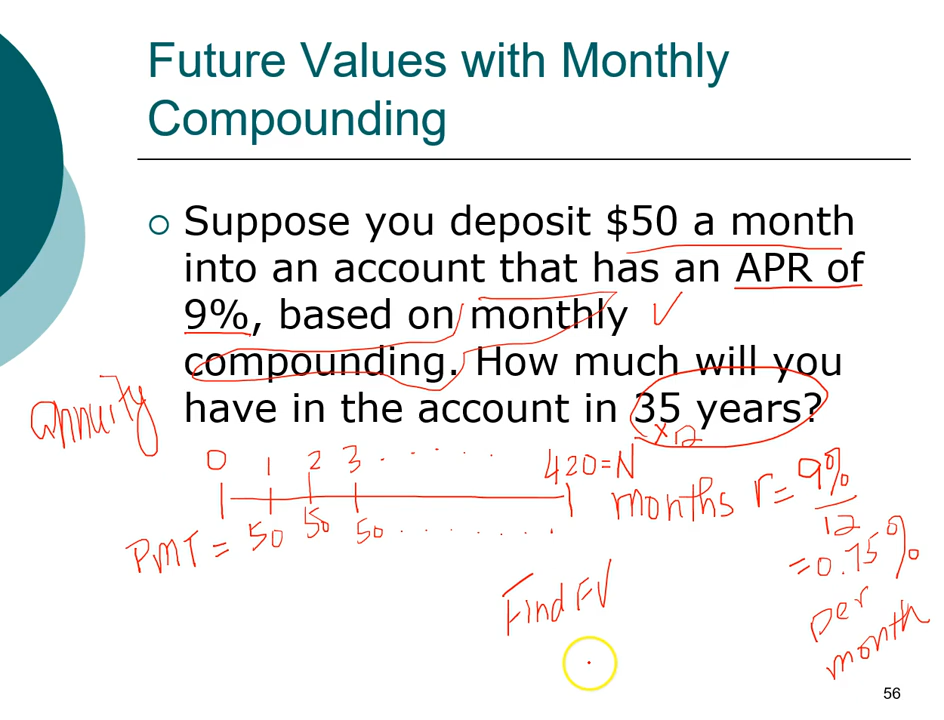 Future Values with Monthly
Compounding
Suppose you deposit $50 a month
into an account that has an APR of
9%, based on monthly
compounding. How much will you
have in the account in 35 years?
x 12
annuity
0 1 2 3 . . . . . . 420 = N
months
PMT = 50 50 50 . . . . . . .
r = 9%
12
= 0.75%
per
month
Find FV
56